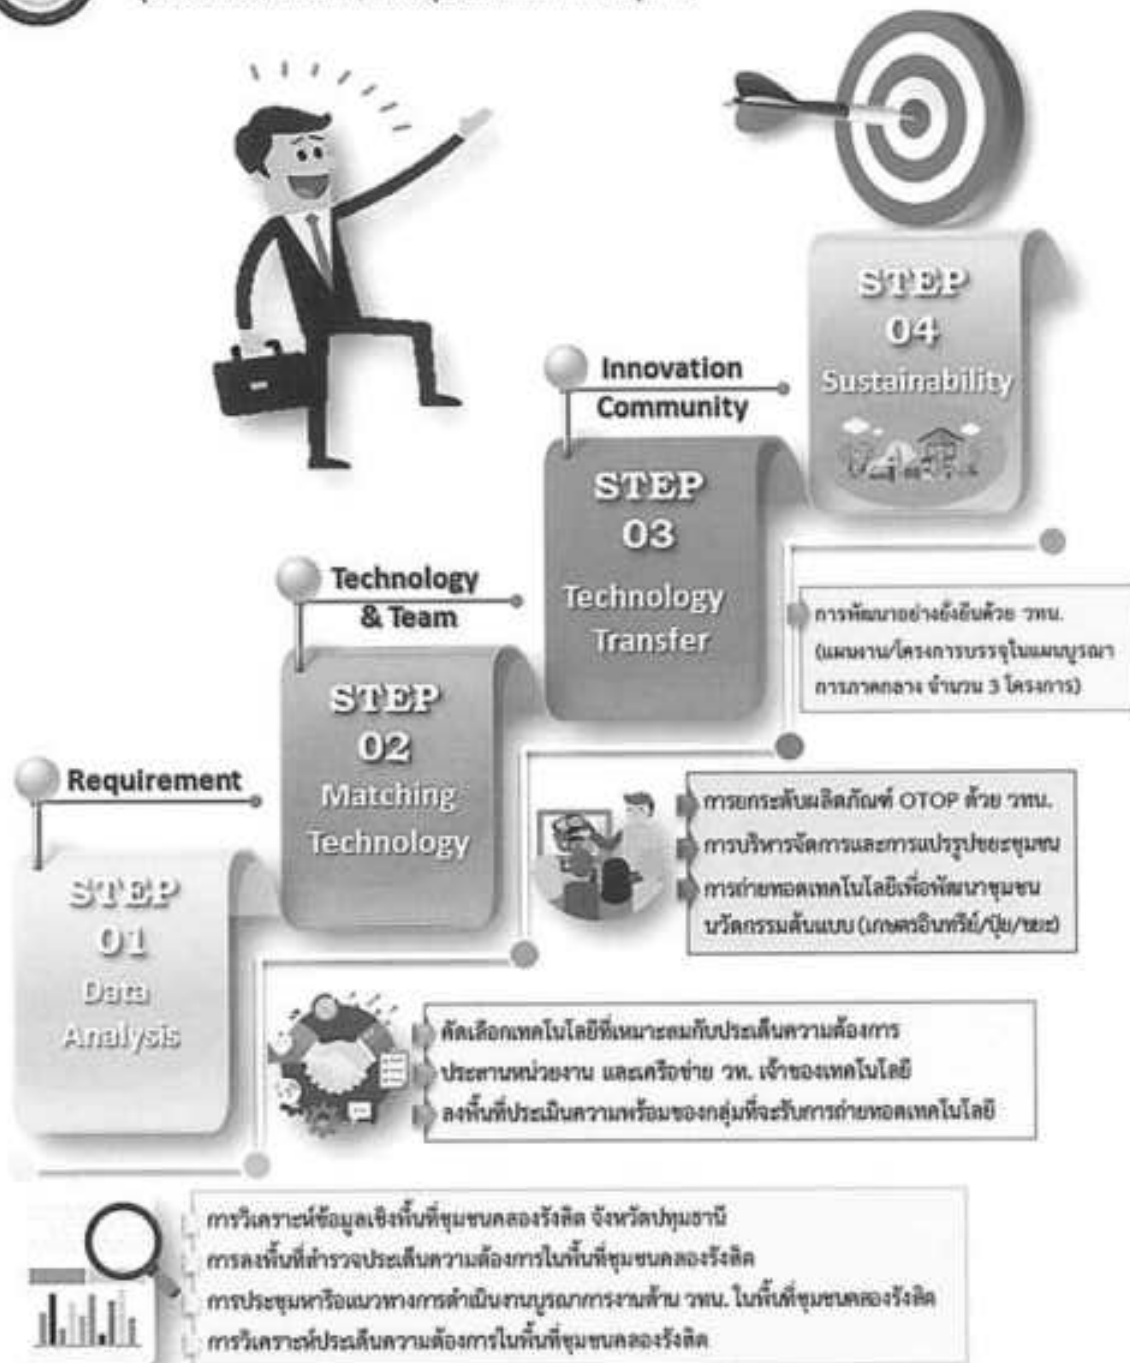 STEP
04
Sustainability
Innovation
Community
STEP
03
Technology
Transfer
การพัฒนาอย่างยั่งยืนด้วย วทน.
(แผนงาน/โครงการบรรจุในแผนบูรณา
การภาคกลาง จำนวน 3 โครงการ)
Technology
& Team
STEP
02
Matching
Technology
การยกระดับผลิตภัณฑ์ OTOP ด้วย วทน.
การบริหารจัดการและการแปรรูปขยะชุมชน
การถ่ายทอดเทคโนโลยีเพื่อพัฒนาชุมชน
นวัตกรรมต้นแบบ (เกษตรอินทรีย์/ปุ๋ย/ขยะ)
Requirement
STEP
01
Data
Analysis
คัดเลือกเทคโนโลยีที่เหมาะสมกับประเด็นความต้องการ
ประสานหน่วยงาน และเครือข่าย วท. เจ้าของเทคโนโลยี
ลงพื้นที่ประเมินความพร้อมของกลุ่มที่จะรับการถ่ายทอดเทคโนโลยี
การวิเคราะห์ข้อมูลเชิงพื้นที่ชุมชนคลองรังสิต จังหวัดปทุมธานี
การลงพื้นที่สำรวจประเด็นความต้องการในพื้นที่ชุมชนคลองรังสิต
การประชุมหารือแนวทางการดำเนินงานบูรณาการงานด้าน วทน. ในพื้นที่ชุมชนคลองรังสิต
การวิเคราะห์ประเด็นความต้องการในพื้นที่ชุมชนคลองรังสิต